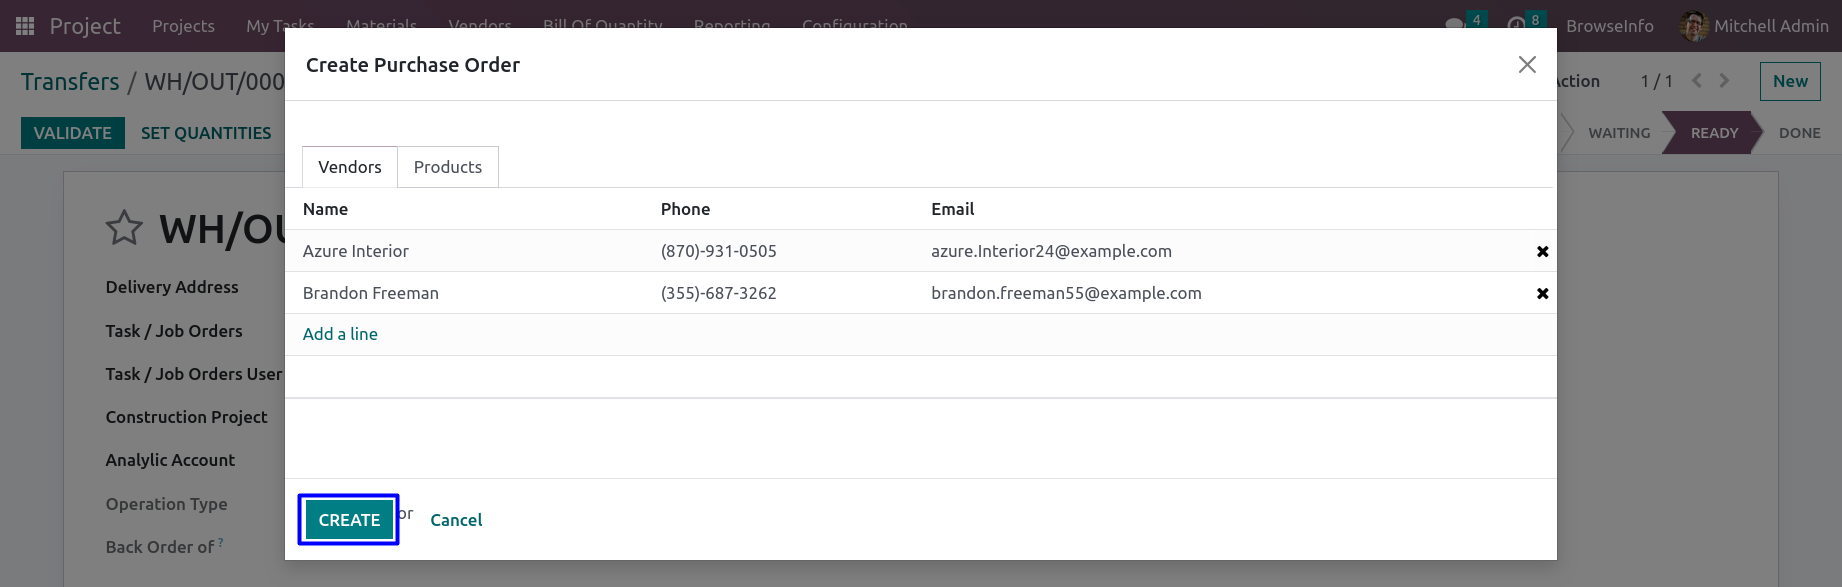 Project Projects My Tasks Materials Vendors Bill Of Quantity Reporting Configuration 4 8 BrowseInfo Mitchell Admin
Create Purchase Order
Transfers / WH/OUT/000 Action 1 / 1 New
VALIDATE SET QUANTITIES WAITING READY DONE
Vendors Products
Name Phone Email
WH/OU
Azure Interior (870)-931-0505 azure.Interior24@example.com
Delivery Address
Brandon Freeman (355)-687-3262 brandon.freeman55@example.com
Task / Job Orders
Add a line
Task / Job Orders User
Construction Project
Analylic Account
Operation Type
CREATE or Cancel
Back Order of ?